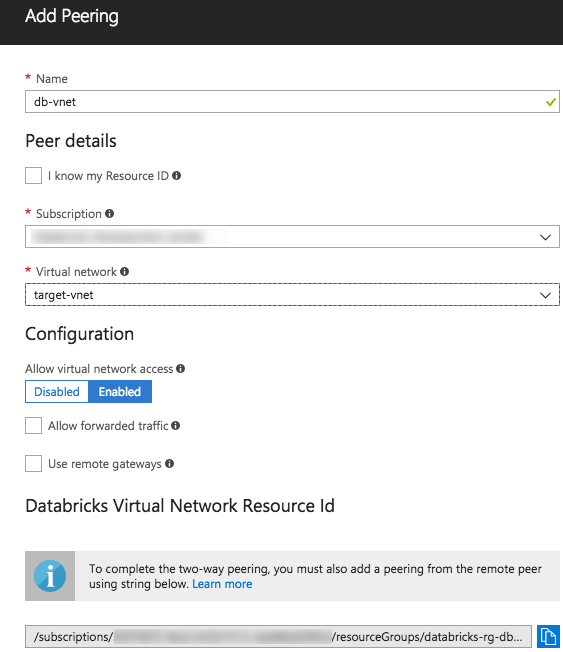 Add Peering
* Name
db-vnet
Peer details
I know my Resource ID
* Subscription
* Virtual network
target-vnet
Configuration
Allow virtual network access
Disabled Enabled
Allow forwarded traffic
Use remote gateways
Databricks Virtual Network Resource Id
To complete the two-way peering, you must also add a peering from the remote peer
using string below. Learn more
/subscriptions/ /resourceGroups/databricks-rg-db...